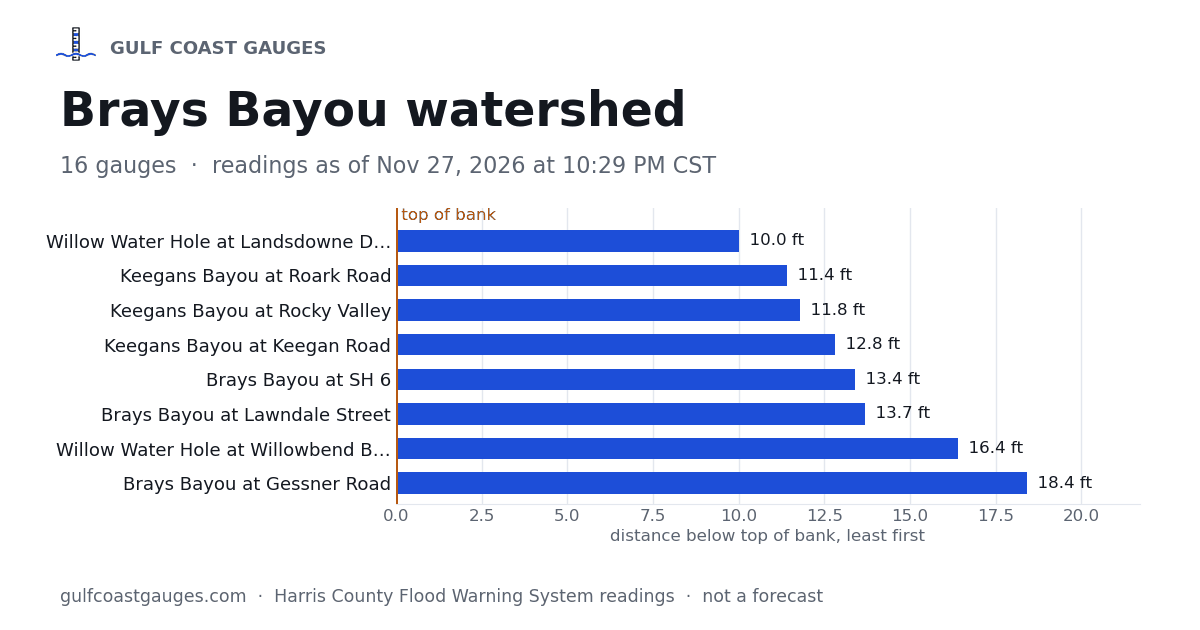 GULF COAST GAUGES
Brays Bayou watershed
16 gauges · readings as of Nov 27, 2026 at 10:29 PM CST
top of bank
Willow Water Hole at Landsdowne D… 10.0 ft
Keegans Bayou at Roark Road 11.4 ft
Keegans Bayou at Rocky Valley 11.8 ft
Keegans Bayou at Keegan Road 12.8 ft
Brays Bayou at SH 6 13.4 ft
Brays Bayou at Lawndale Street 13.7 ft
Willow Water Hole at Willowbend B… 16.4 ft
Brays Bayou at Gessner Road 18.4 ft
0.0 2.5 5.0 7.5 10.0 12.5 15.0 17.5 20.0
distance below top of bank, least first
gulfcoastgauges.com · Harris County Flood Warning System readings · not a forecast